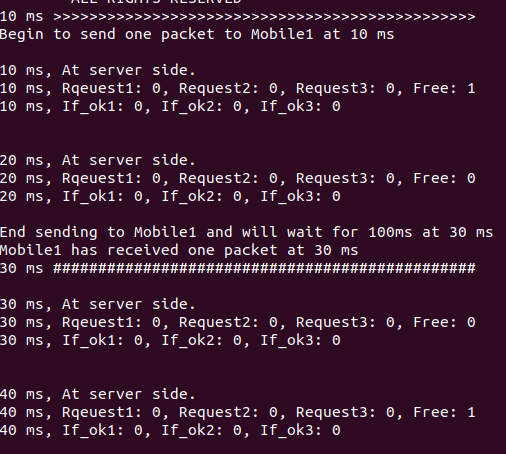 ALL RIGHTS RESERVED
10 ms >>>>>>>>>>>>>>>>>>>>>>>>>>>>>>>>>>>>>>>>>>>>>>>
Begin to send one packet to Mobile1 at 10 ms
10 ms, At server side.
10 ms, Rqeuest1: 0, Request2: 0, Request3: 0, Free: 1
10 ms, If_ok1: 0, If_ok2: 0, If_ok3: 0
20 ms, At server side.
20 ms, Rqeuest1: 0, Request2: 0, Request3: 0, Free: 0
20 ms, If_ok1: 0, If_ok2: 0, If_ok3: 0
End sending to Mobile1 and will wait for 100ms at 30 ms
Mobile1 has received one packet at 30 ms
30 ms ###############################################
30 ms, At server side.
30 ms, Rqeuest1: 0, Request2: 0, Request3: 0, Free: 0
30 ms, If_ok1: 0, If_ok2: 0, If_ok3: 0
40 ms, At server side.
40 ms, Rqeuest1: 0, Request2: 0, Request3: 0, Free: 1
40 ms, If_ok1: 0, If_ok2: 0, If_ok3: 0